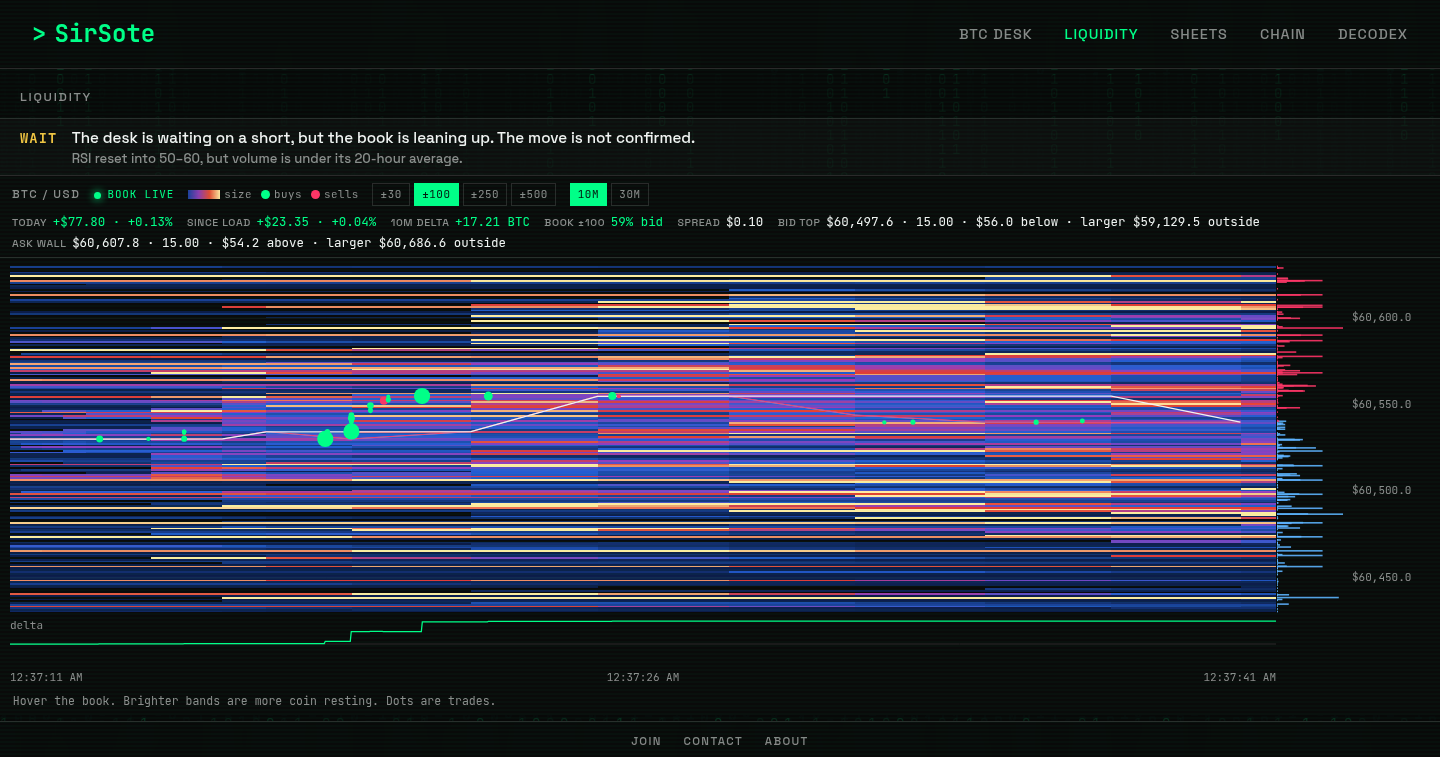 > SirSote
BTC DESK LIQUIDITY SHEETS CHAIN DECODEX
LIQUIDITY
WAIT The desk is waiting on a short, but the book is leaning up. The move is not confirmed.
RSI reset into 50–60, but volume is under its 20-hour average.
BTC / USD BOOK LIVE size buys sells ±30 ±100 ±250 ±500 10M 30M
TODAY +$77.80 · +0.13% SINCE LOAD +$23.35 · +0.04% 10M DELTA +17.21 BTC BOOK ±100 59% bid SPREAD $0.10 BID TOP $60,497.6 · 15.00 · $56.0 below · larger $59,129.5 outside
ASK WALL $60,607.8 · 15.00 · $54.2 above · larger $60,686.6 outside
$60,600.0
$60,550.0
$60,500.0
$60,450.0
delta
12:37:11 AM 12:37:26 AM 12:37:41 AM
Hover the book. Brighter bands are more coin resting. Dots are trades.
JOIN CONTACT ABOUT